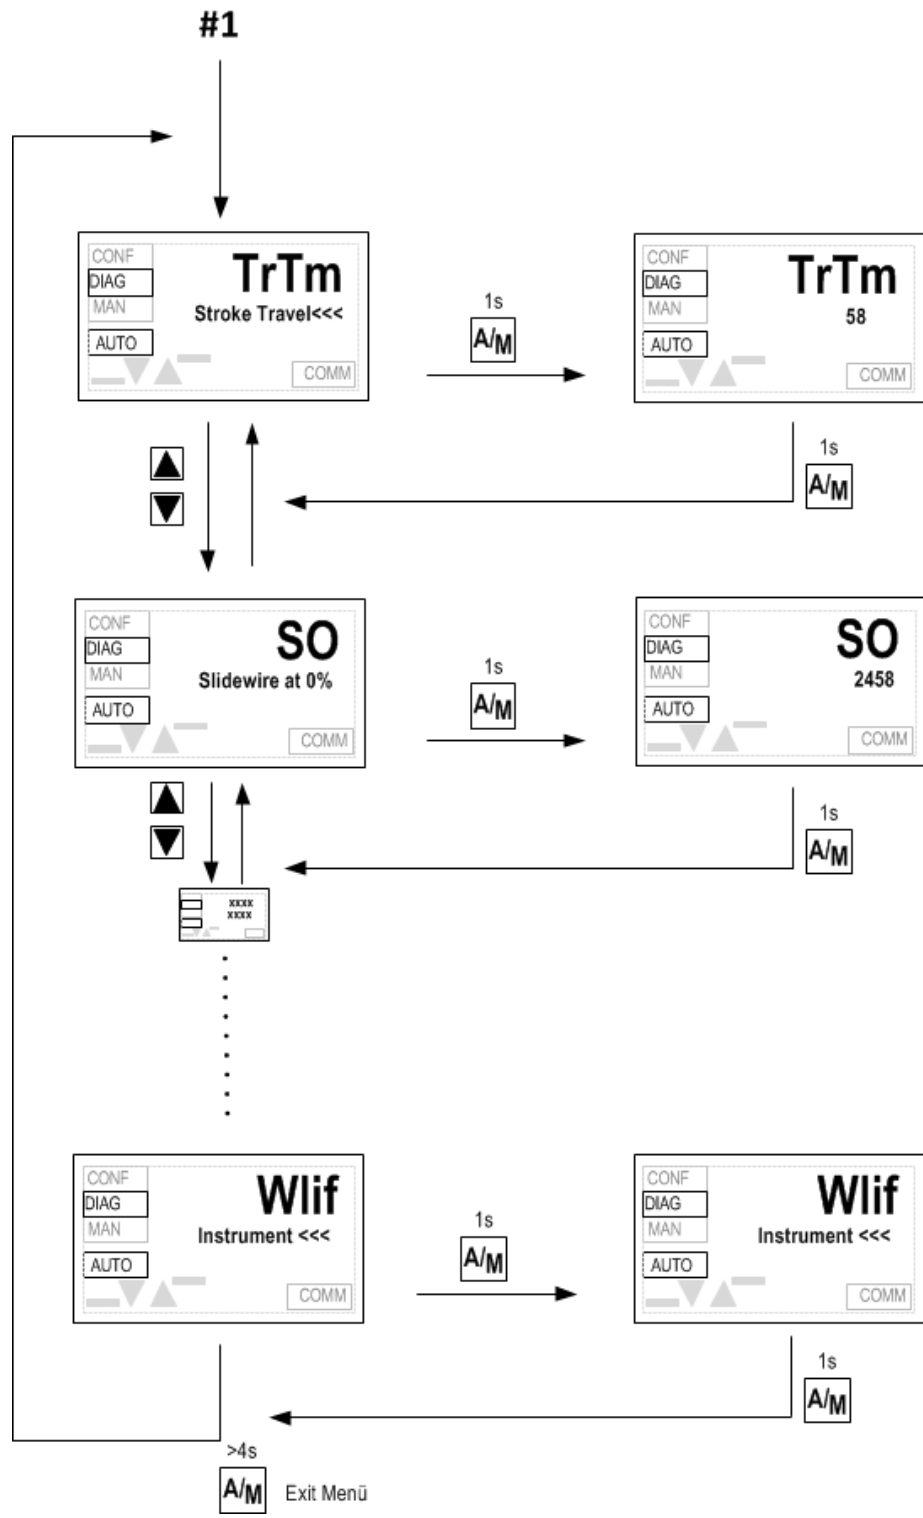 #1
CONF
DIAG
MAN
AUTO
TrTm
Stroke Travel<<<
COMM
1s
A/M
CONF
DIAG
MAN
AUTO
TrTm
58
COMM
1s
A/M
CONF
DIAG
MAN
AUTO
SO
Slidewire at 0%
COMM
1s
A/M
CONF
DIAG
MAN
AUTO
SO
2458
COMM
1s
A/M
xxxx
xxxx
CONF
DIAG
MAN
AUTO
Wlif
Instrument <<<
COMM
1s
A/M
CONF
DIAG
MAN
AUTO
Wlif
Instrument <<<
COMM
1s
A/M
>4s
A/M Exit Menü